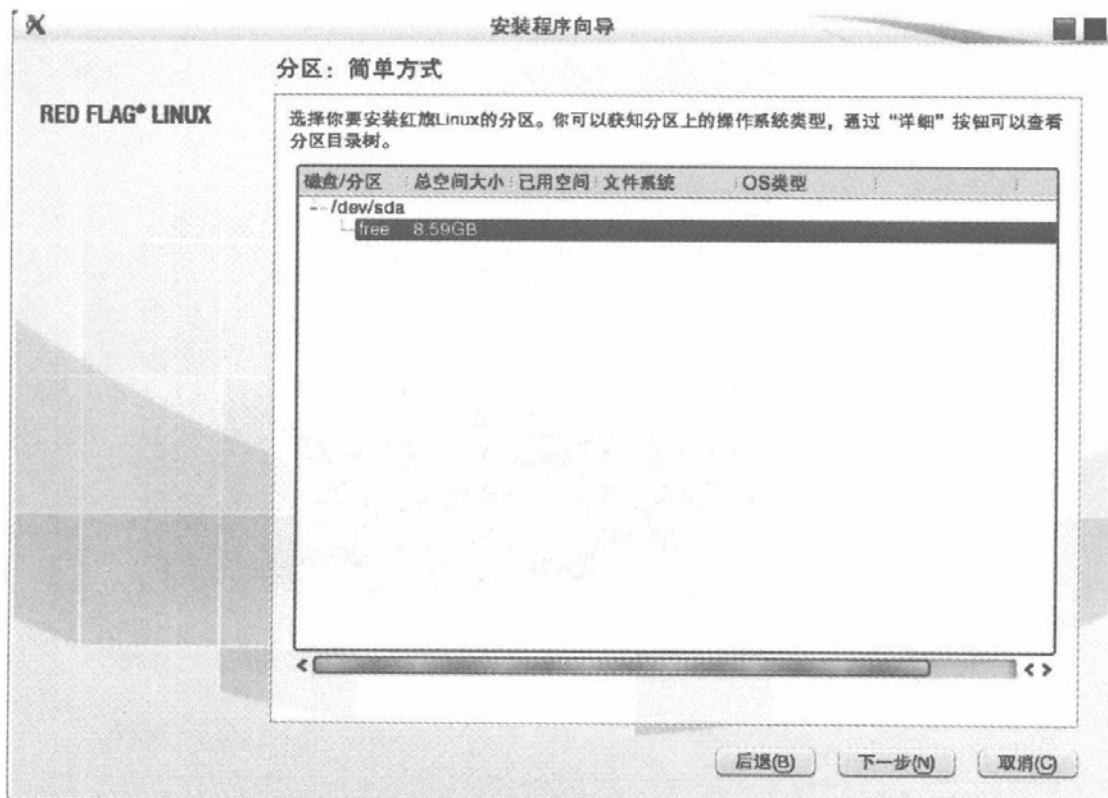 安装程序向导
分区：简单方式
RED FLAG® LINUX
选择你要安装红旗Linux的分区。你可以获知分区上的操作系统类型，通过“详细”按钮可以查看
分区目录树。
磁盘/分区 总空间大小 已用空间 文件系统 OS类型
/dev/sda
free 8.59GB
后退(B) 下一步(N) 取消(C)